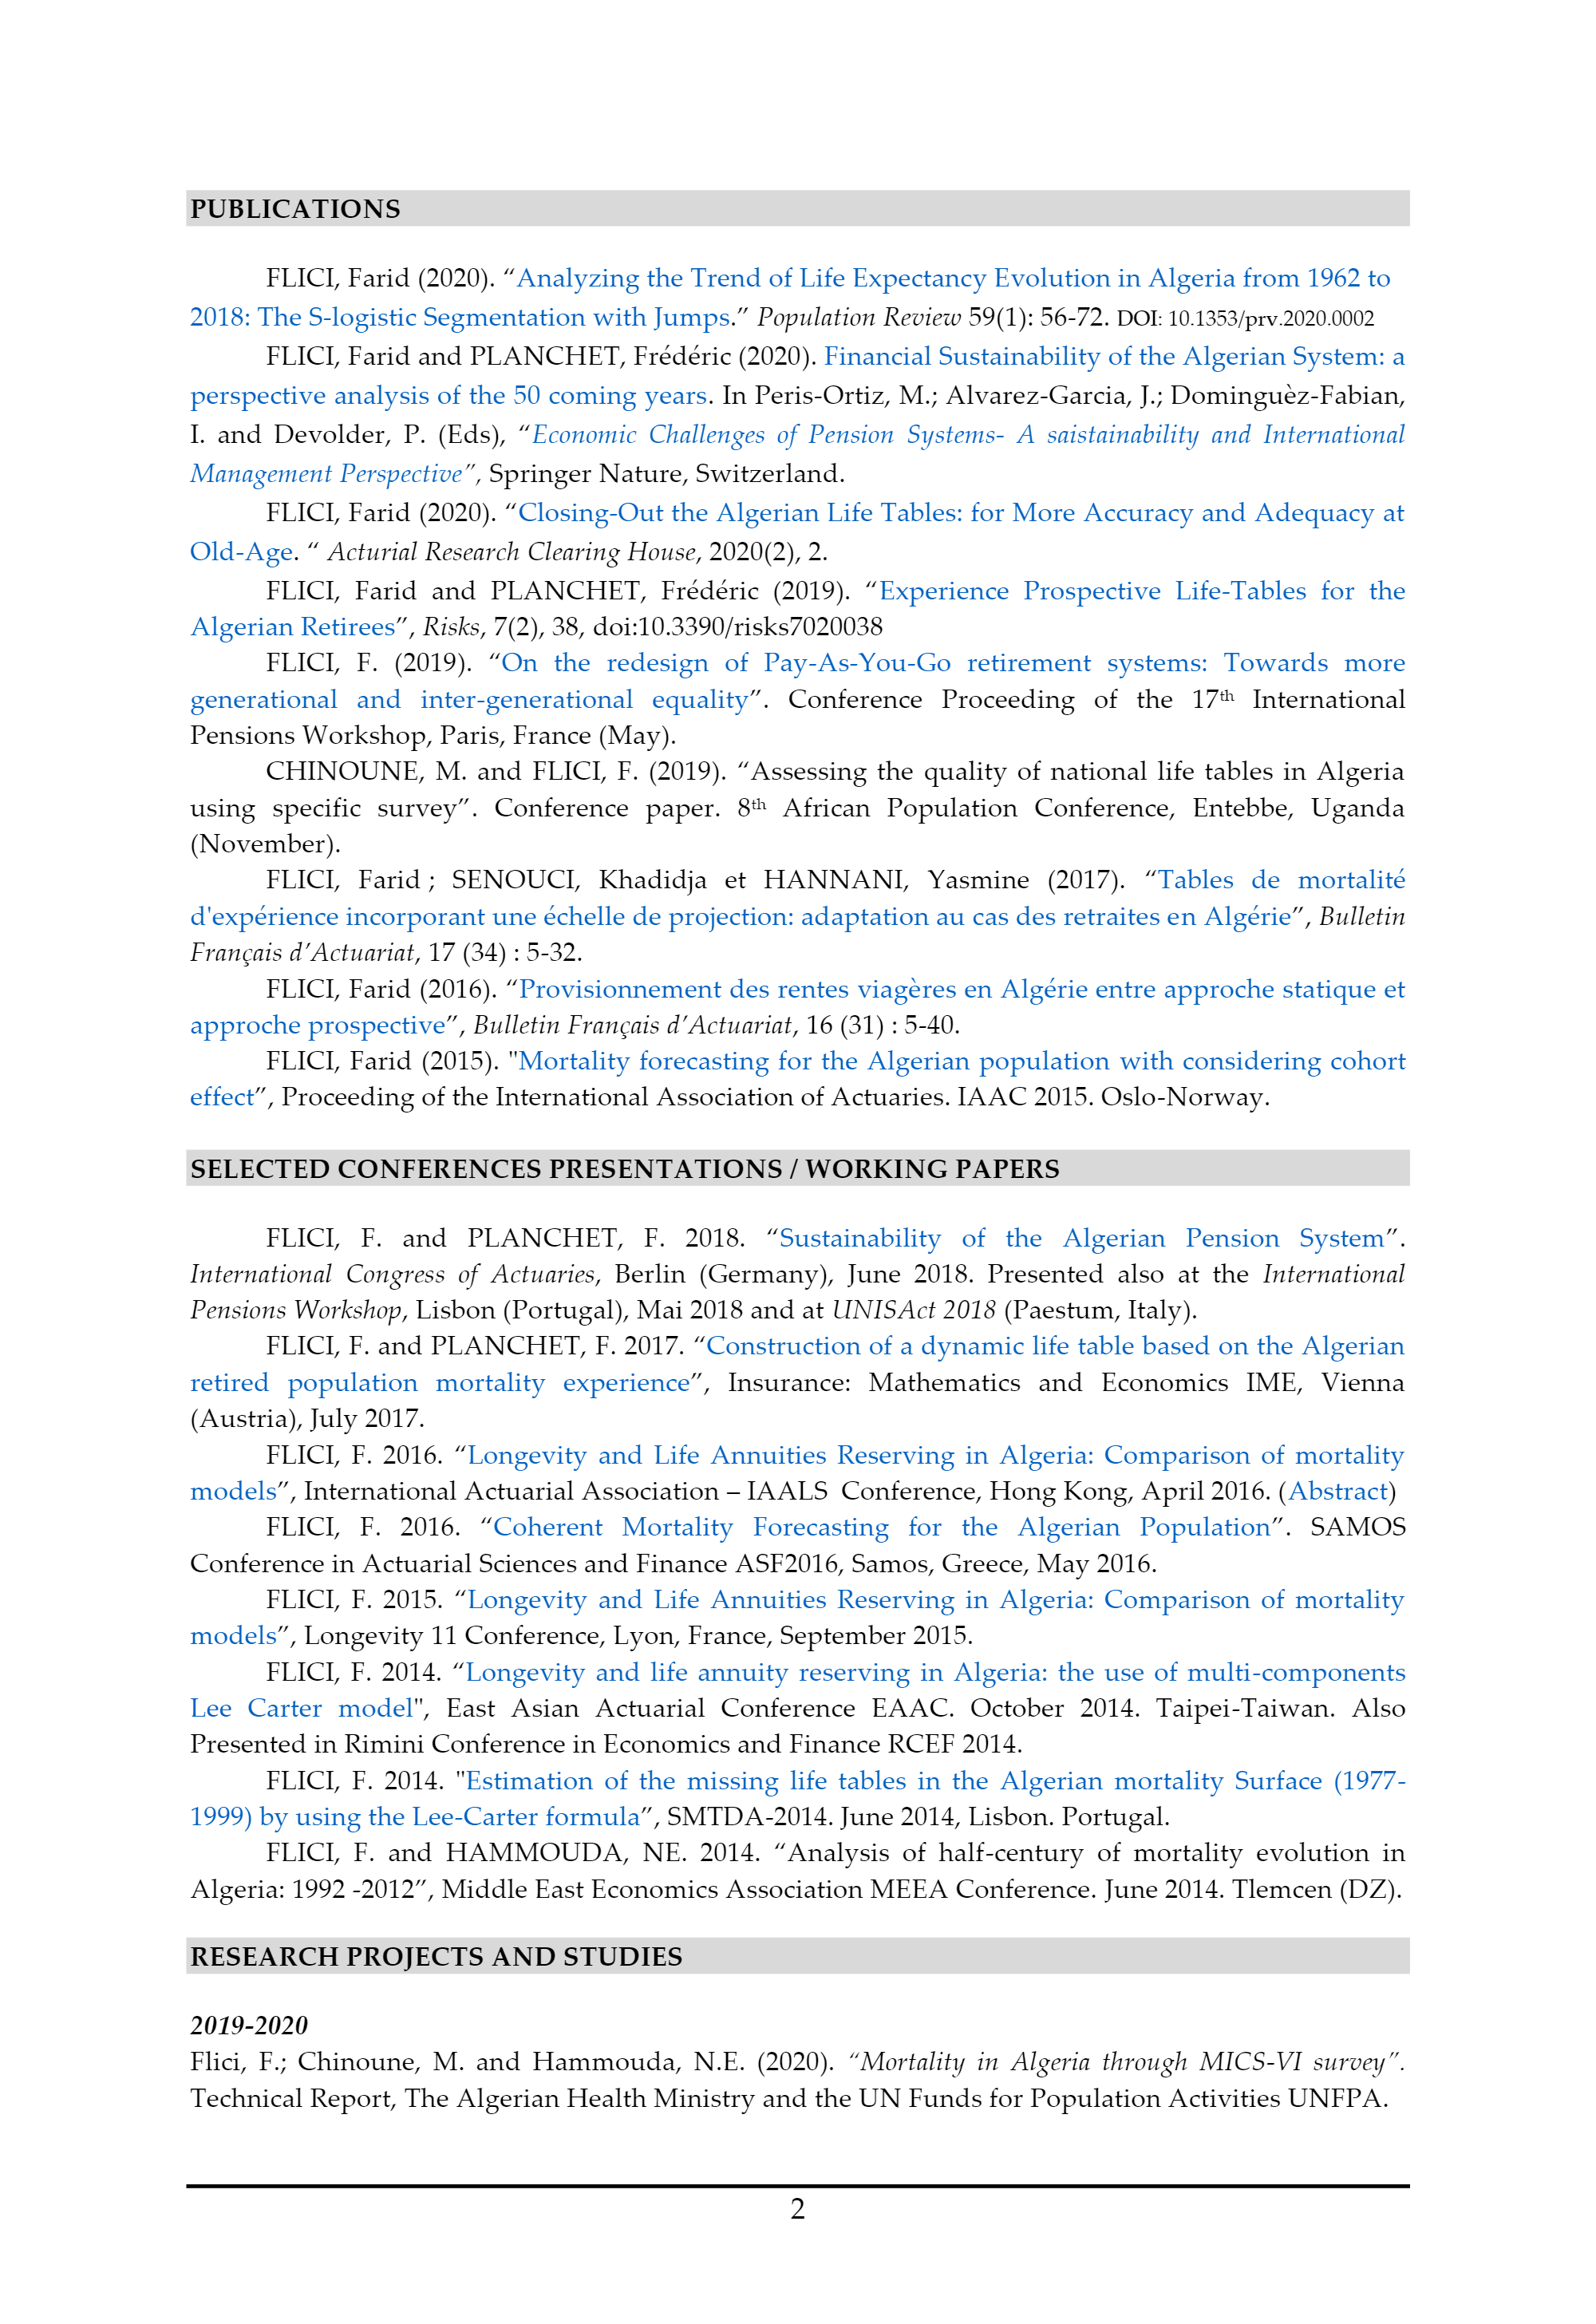 PUBLICATIONS
FLICI, Farid (2020). “Analyzing the Trend of Life Expectancy Evolution in Algeria from 1962 to
2018: The S-logistic Segmentation with Jumps.” Population Review 59(1): 56-72. DOI: 10.1353/prv.2020.0002
FLICI, Farid and PLANCHET, Frédéric (2020). Financial Sustainability of the Algerian System: a
perspective analysis of the 50 coming years. In Peris-Ortiz, M.; Alvarez-Garcia, J.; Dominguèz-Fabian,
I. and Devolder, P. (Eds), “Economic Challenges of Pension Systems- A saistainability and International
Management Perspective”, Springer Nature, Switzerland.
FLICI, Farid (2020). “Closing-Out the Algerian Life Tables: for More Accuracy and Adequacy at
Old-Age. “ Acturial Research Clearing House, 2020(2), 2.
FLICI, Farid and PLANCHET, Frédéric (2019). “Experience Prospective Life-Tables for the
Algerian Retirees”, Risks, 7(2), 38, doi:10.3390/risks7020038
FLICI, F. (2019). “On the redesign of Pay-As-You-Go retirement systems: Towards more
generational and inter-generational equality”. Conference Proceeding of the 17th International
Pensions Workshop, Paris, France (May).
CHINOUNE, M. and FLICI, F. (2019). “Assessing the quality of national life tables in Algeria
using specific survey”. Conference paper. 8th African Population Conference, Entebbe, Uganda
(November).
FLICI, Farid ; SENOUCI, Khadidja et HANNANI, Yasmine (2017). “Tables de mortalité
d'expérience incorporant une échelle de projection: adaptation au cas des retraites en Algérie”, Bulletin
Français d’Actuariat, 17 (34) : 5-32.
FLICI, Farid (2016). “Provisionnement des rentes viagères en Algérie entre approche statique et
approche prospective”, Bulletin Français d’Actuariat, 16 (31) : 5-40.
FLICI, Farid (2015). "Mortality forecasting for the Algerian population with considering cohort
effect”, Proceeding of the International Association of Actuaries. IAAC 2015. Oslo-Norway.
SELECTED CONFERENCES PRESENTATIONS / WORKING PAPERS
FLICI, F. and PLANCHET, F. 2018. “Sustainability of the Algerian Pension System”.
International Congress of Actuaries, Berlin (Germany), June 2018. Presented also at the International
Pensions Workshop, Lisbon (Portugal), Mai 2018 and at UNISAct 2018 (Paestum, Italy).
FLICI, F. and PLANCHET, F. 2017. “Construction of a dynamic life table based on the Algerian
retired population mortality experience”, Insurance: Mathematics and Economics IME, Vienna
(Austria), July 2017.
FLICI, F. 2016. “Longevity and Life Annuities Reserving in Algeria: Comparison of mortality
models”, International Actuarial Association – IAALS Conference, Hong Kong, April 2016. (Abstract)
FLICI, F. 2016. “Coherent Mortality Forecasting for the Algerian Population”. SAMOS
Conference in Actuarial Sciences and Finance ASF2016, Samos, Greece, May 2016.
FLICI, F. 2015. “Longevity and Life Annuities Reserving in Algeria: Comparison of mortality
models”, Longevity 11 Conference, Lyon, France, September 2015.
FLICI, F. 2014. “Longevity and life annuity reserving in Algeria: the use of multi-components
Lee Carter model", East Asian Actuarial Conference EAAC. October 2014. Taipei-Taiwan. Also
Presented in Rimini Conference in Economics and Finance RCEF 2014.
FLICI, F. 2014. "Estimation of the missing life tables in the Algerian mortality Surface (1977-
1999) by using the Lee-Carter formula”, SMTDA-2014. June 2014, Lisbon. Portugal.
FLICI, F. and HAMMOUDA, NE. 2014. “Analysis of half-century of mortality evolution in
Algeria: 1992 -2012”, Middle East Economics Association MEEA Conference. June 2014. Tlemcen (DZ).
RESEARCH PROJECTS AND STUDIES
2019-2020
Flici, F.; Chinoune, M. and Hammouda, N.E. (2020). “Mortality in Algeria through MICS-VI survey”.
Technical Report, The Algerian Health Ministry and the UN Funds for Population Activities UNFPA.
2